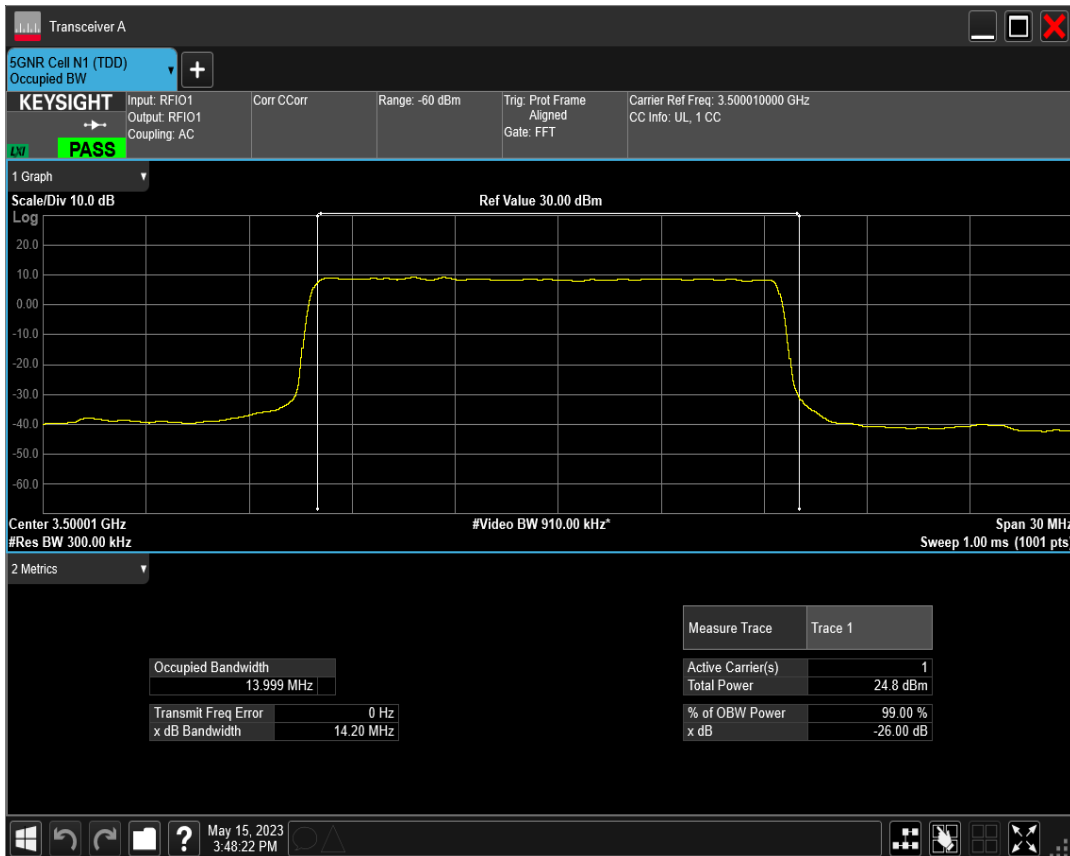 Transceiver A
5GNR Cell N1 (TDD)
Occupied BW
+
KEYSIGHT
LXI
PASS
Input: RFIO1
Output: RFIO1
Coupling: AC
Corr CCorr
Range: -60 dBm
Trig: Prot Frame
Aligned
Gate: FFT
Carrier Ref Freq: 3.500010000 GHz
CC Info: UL, 1 CC
1 Graph
Scale/Div 10.0 dB
Ref Value 30.00 dBm
Log
20.0
10.0
0.00
-10.0
-20.0
-30.0
-40.0
-50.0
-60.0
Center 3.50001 GHz
#Video BW 910.00 kHz*
Span 30 MHz
#Res BW 300.00 kHz
Sweep 1.00 ms (1001 pts)
2 Metrics
Measure Trace Trace 1
Occupied Bandwidth
13.999 MHz
Active Carrier(s) 1
Total Power 24.8 dBm
Transmit Freq Error 0 Hz
x dB Bandwidth 14.20 MHz
% of OBW Power 99.00 %
x dB -26.00 dB
?
May 15, 2023
3:48:22 PM